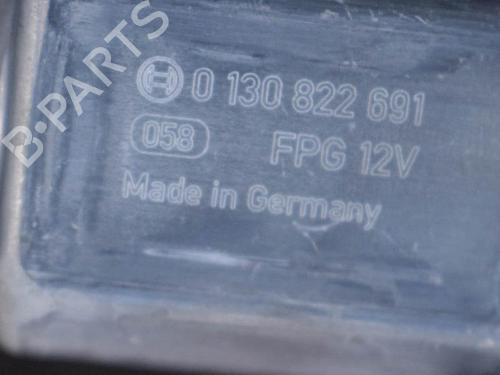 B-PARTS
0 130 822 691
058 FPG 12V
Made in Germany